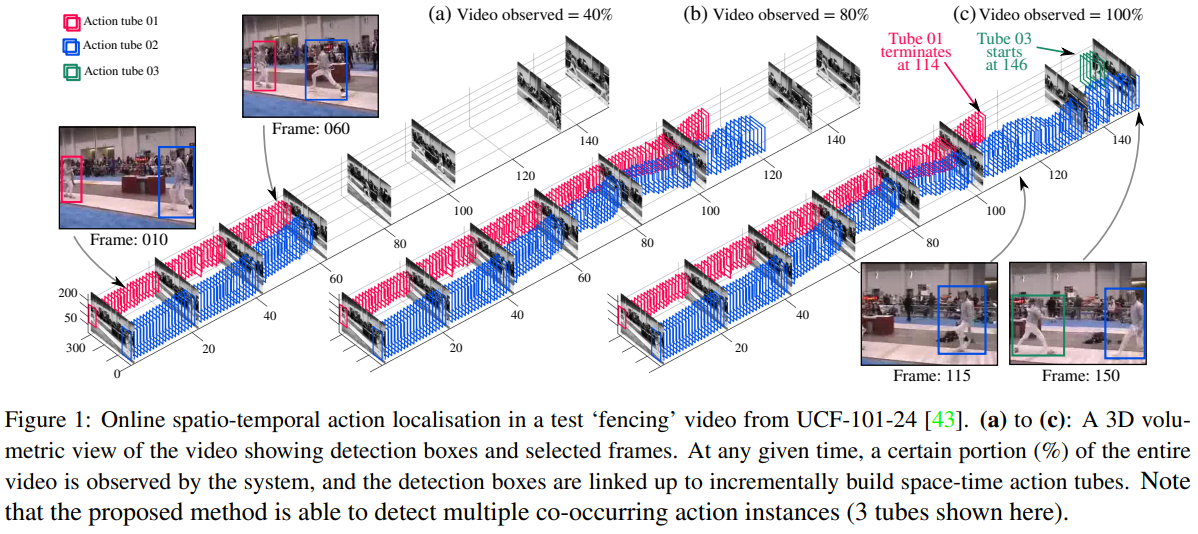 Action tube 01
Action tube 02
Action tube 03
(a) Video observed = 40%
(b) Video observed = 80%
(c) Video observed = 100%
Tube 01
terminates
at 114
Tube 03
starts
at 146
Frame: 060
Frame: 010
200
50
300
0
20
40
60
80
100
120
140
60
20
40
60
80
100
120
140
20
40
80
100
120
140
Frame: 115
Frame: 150
Figure 1: Online spatio-temporal action localisation in a test ‘fencing’ video from UCF-101-24 [43]. (a) to (c): A 3D volu-
metric view of the video showing detection boxes and selected frames. At any given time, a certain portion (%) of the entire
video is observed by the system, and the detection boxes are linked up to incrementally build space-time action tubes. Note
that the proposed method is able to detect multiple co-occurring action instances (3 tubes shown here).